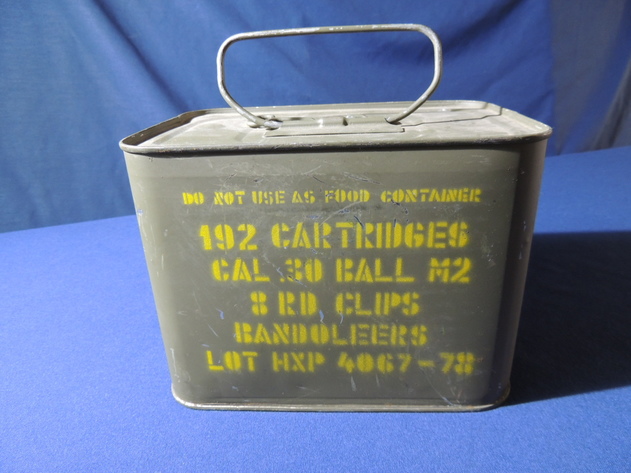 DO NOT USE AS FOOD CONTAINER
192 CARTRIDGES
CAL .30 BALL M2
8 RD. CLIPS
BANDOLEERS
LOT HXP 4067-78